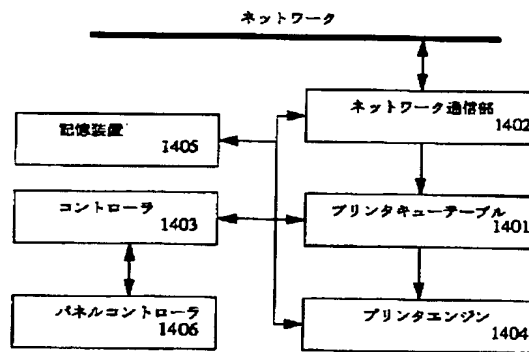 ネットワーク
ネットワーク通信部
1402
記憶装置
1405
コントローラ
1403
プリンタキューテーブル
1401
パネルコントローラ
1406
プリンタエンジン
1404